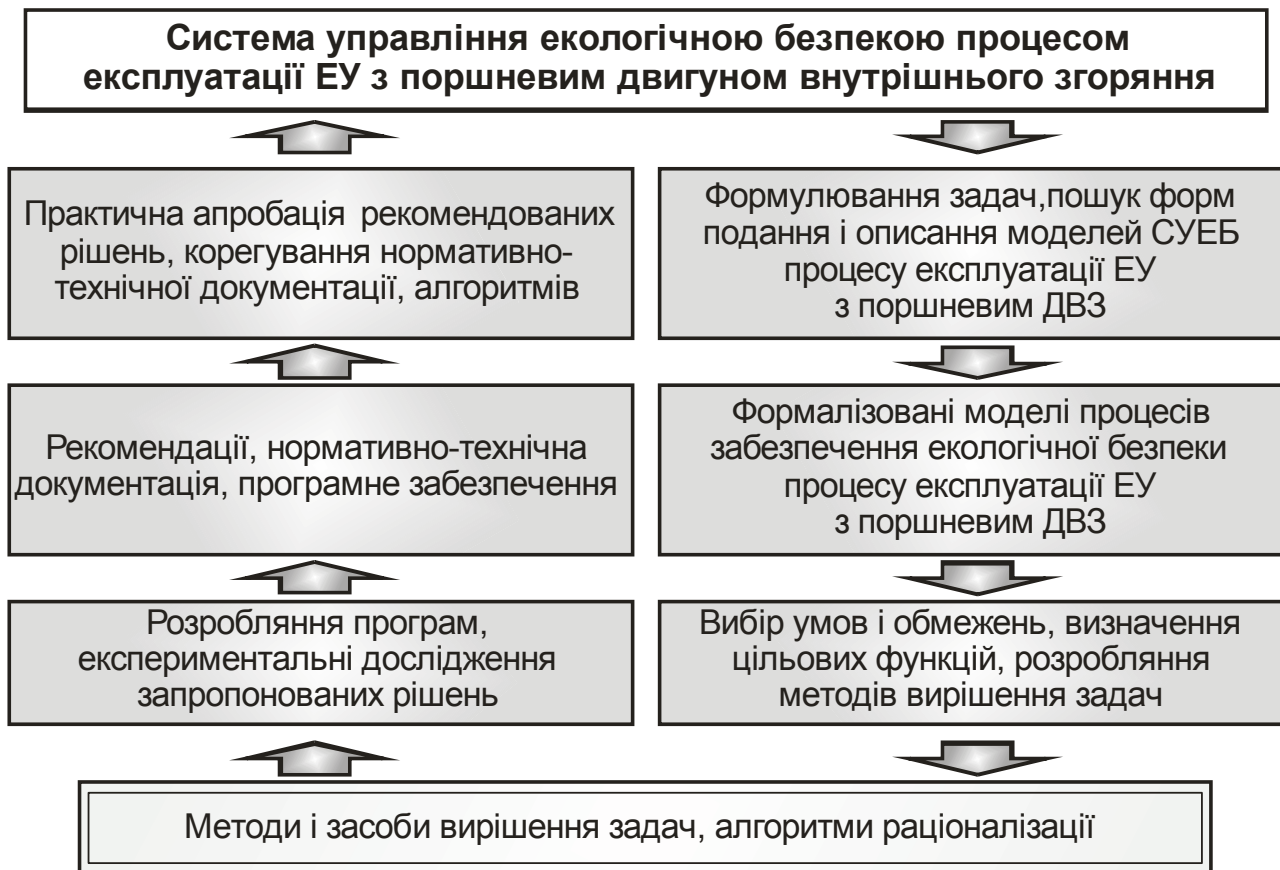 Система управління екологічною безпекою процесом
експлуатації ЕУ з поршневим двигуном внутрішнього згоряння
Практична апробація рекомендованих
рішень, корегування нормативно-
технічної документації, алгоритмів
Формулювання задач,пошук форм
подання і описання моделей СУЕБ
процесу експлуатації ЕУ
з поршневим ДВЗ
Рекомендації, нормативно-технічна
документація, програмне забезпечення
Формалізовані моделі процесів
забезпечення екологічної безпеки
процесу експлуатації ЕУ
з поршневим ДВЗ
Розробляння програм,
експериментальні дослідження
запропонованих рішень
Вибір умов і обмежень, визначення
цільових функцій, розробляння
методів вирішення задач
Методи і засоби вирішення задач, алгоритми раціоналізації